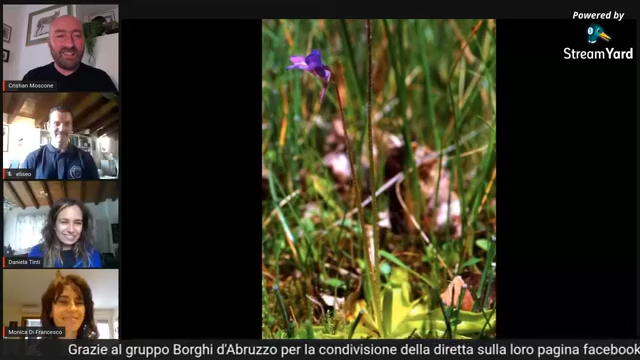 Powered by
StreamYard
Cristian Moscone
eliseo
Daniela Tinti
Monica Di Francesco
Grazie al gruppo Borghi d'Abruzzo per la condivisione della diretta sulla loro pagina facebook